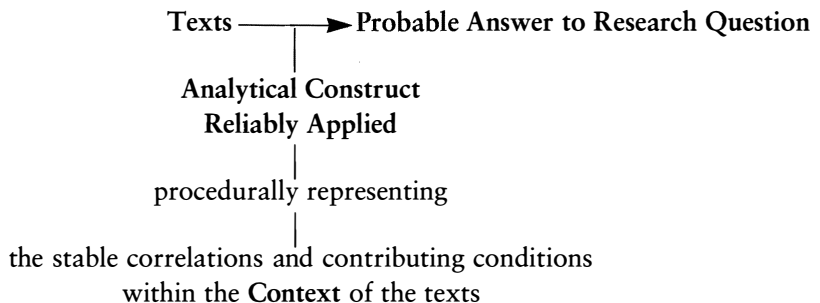 Texts Probable Answer to Research Question
Analytical Construct
Reliably Applied
procedurally representing
the stable correlations and contributing conditions
within the Context of the texts